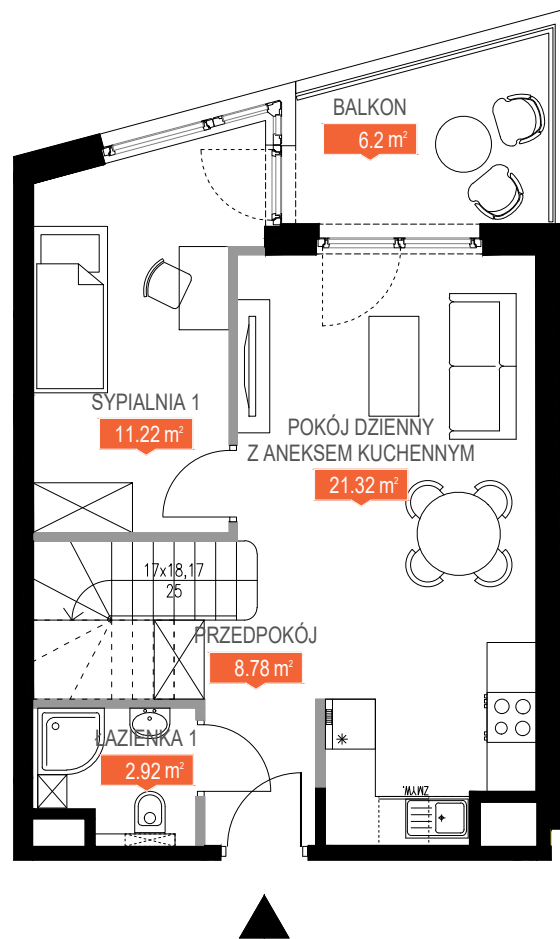 BALKON
6.2 m²
SYPIALNIA 1
11.22 m²
POKÓJ DZIENNY
Z ANEKSEM KUCHENNYM
21.32 m²
17x18,17
25
PRZEDPOKÓJ
8.78 m²
ŁAZIENKA 1
2.92 m²
ZMYW.